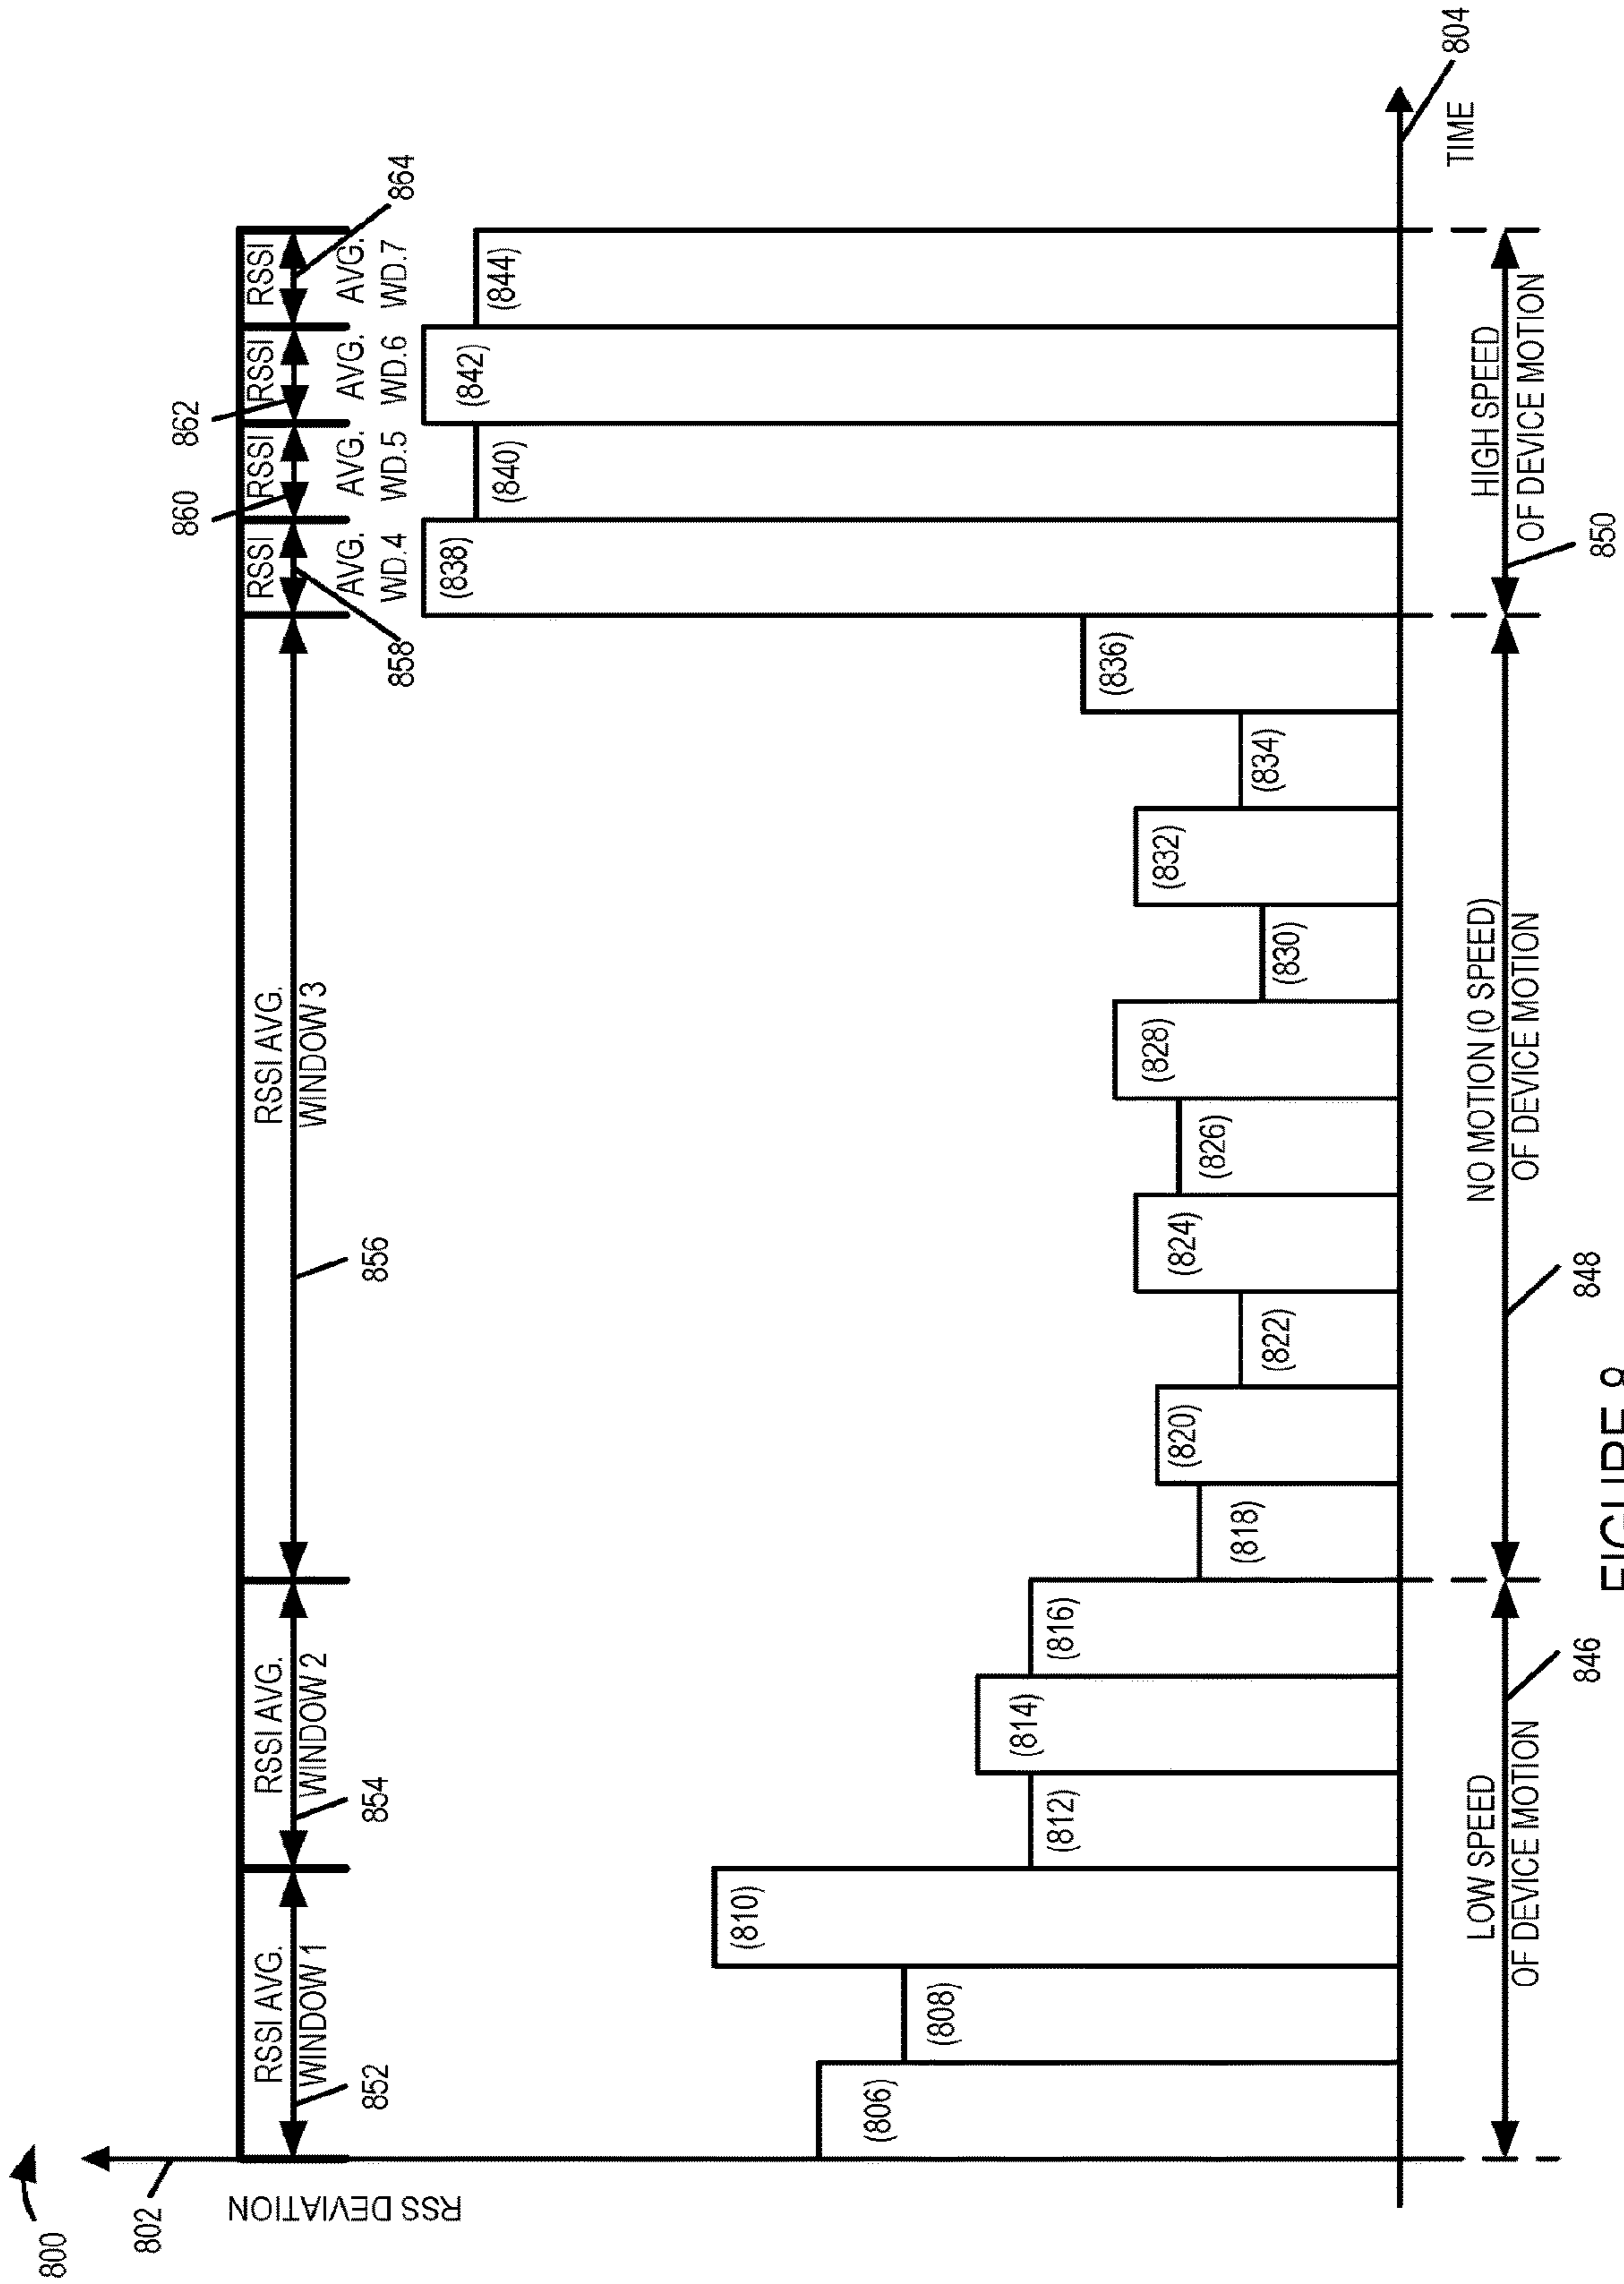 800
802
RSS DEVIATION
RSSI AVG.
WINDOW 1
852
RSSI AVG.
WINDOW 2
854
RSSI AVG.
WINDOW 3
856
RSSI
AVG.
WD.4
858
RSSI
AVG.
WD.5
860
RSSI
AVG.
WD.6
862
RSSI
AVG.
WD.7
864
(806)
(808)
(810)
(812)
(814)
(816)
(818)
(820)
(822)
(824)
(826)
(828)
(830)
(832)
(834)
(836)
(838)
(840)
(842)
(844)
TIME
804
LOW SPEED
OF DEVICE MOTION
846
NO MOTION (0 SPEED)
OF DEVICE MOTION
848
HIGH SPEED
OF DEVICE MOTION
850
FIGURE 8